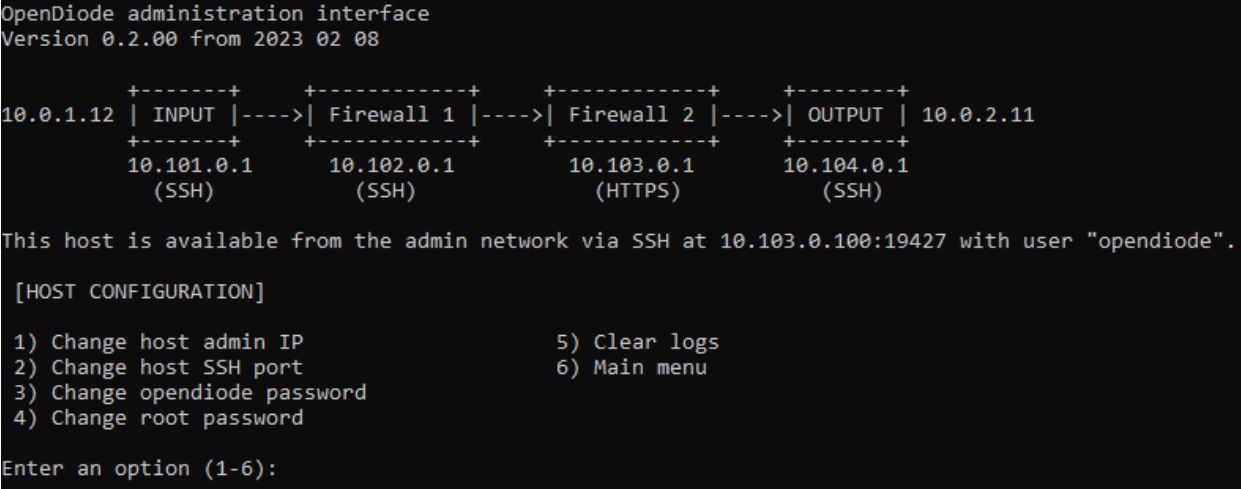 OpenDiode administration interface
Version 0.2.00 from 2023 02 08
            +-------+     +------------+     +------------+     +--------+
10.0.1.12 | INPUT |---->| Firewall 1 |---->| Firewall 2 |---->| OUTPUT | 10.0.2.11
            +-------+     +------------+     +------------+     +--------+
            10.101.0.1      10.102.0.1         10.103.0.1        10.104.0.1
              (SSH)            (SSH)             (HTTPS)            (SSH)
This host is available from the admin network via SSH at 10.103.0.100:19427 with user "opendiode".
[HOST CONFIGURATION]
1) Change host admin IP                     5) Clear logs
2) Change host SSH port                     6) Main menu
3) Change opendiode password
4) Change root password
Enter an option (1-6):